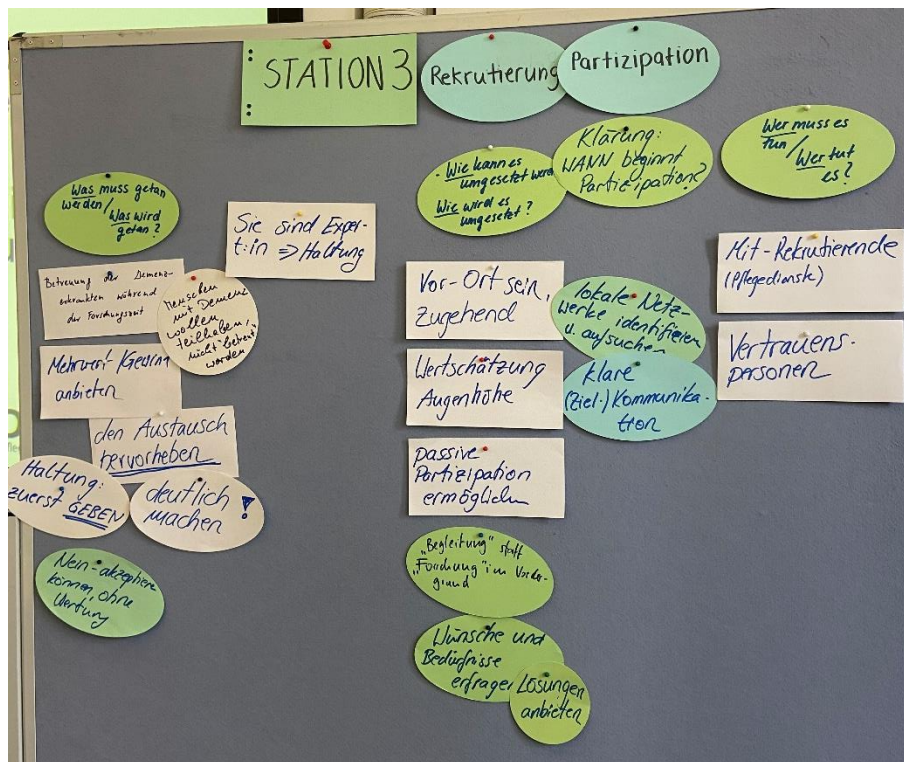 STATION 3
Rekrutierung
Partizipation
Was muss getan
werden/
Was wird
getan?
Sie sind Exper-
t:in ⇒ Haltung
Betreuung der Demenz-
erkrankten während
der Forschungszeit
Menschen
mit Demenz
wollen
teilhaben,
nicht "betreut"
werden
Mehrwert
anbieten
den Austausch
hervorheben
Haltung:
zuerst GEBEN
deutlich
machen !
Nein-akzeptieren
können, ohne
Wertung
- Wie kann es
umgesetzt werden
Wie wird es
umgesetzt?
Klärung:
WANN beginnt
Partizipation?
Vor-Ort sein,
zugehend
lokale Netz-
werke identifizieren
u. aufsuchen
Wertschätzung
Augenhöhe
klare
(Ziel-)Kommunika-
tion
passive
Partizipation
ermöglichen
„Begleitung" statt
„Forschung" im Vorder-
grund
Wünsche und
Bedürfnisse
erfragen
Lösungen
anbieten
Wer muss es
tun /
Wer tut
es?
Mit-Rekrutierende
(Pflegedienste)
Vertrauens-
personen